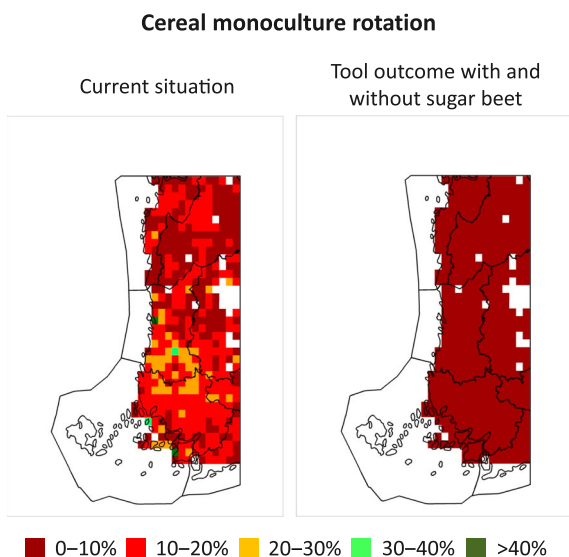 Cereal monoculture rotation
Current situation
Tool outcome with and
without sugar beet
0–10%
10–20%
20–30%
30–40%
>40%